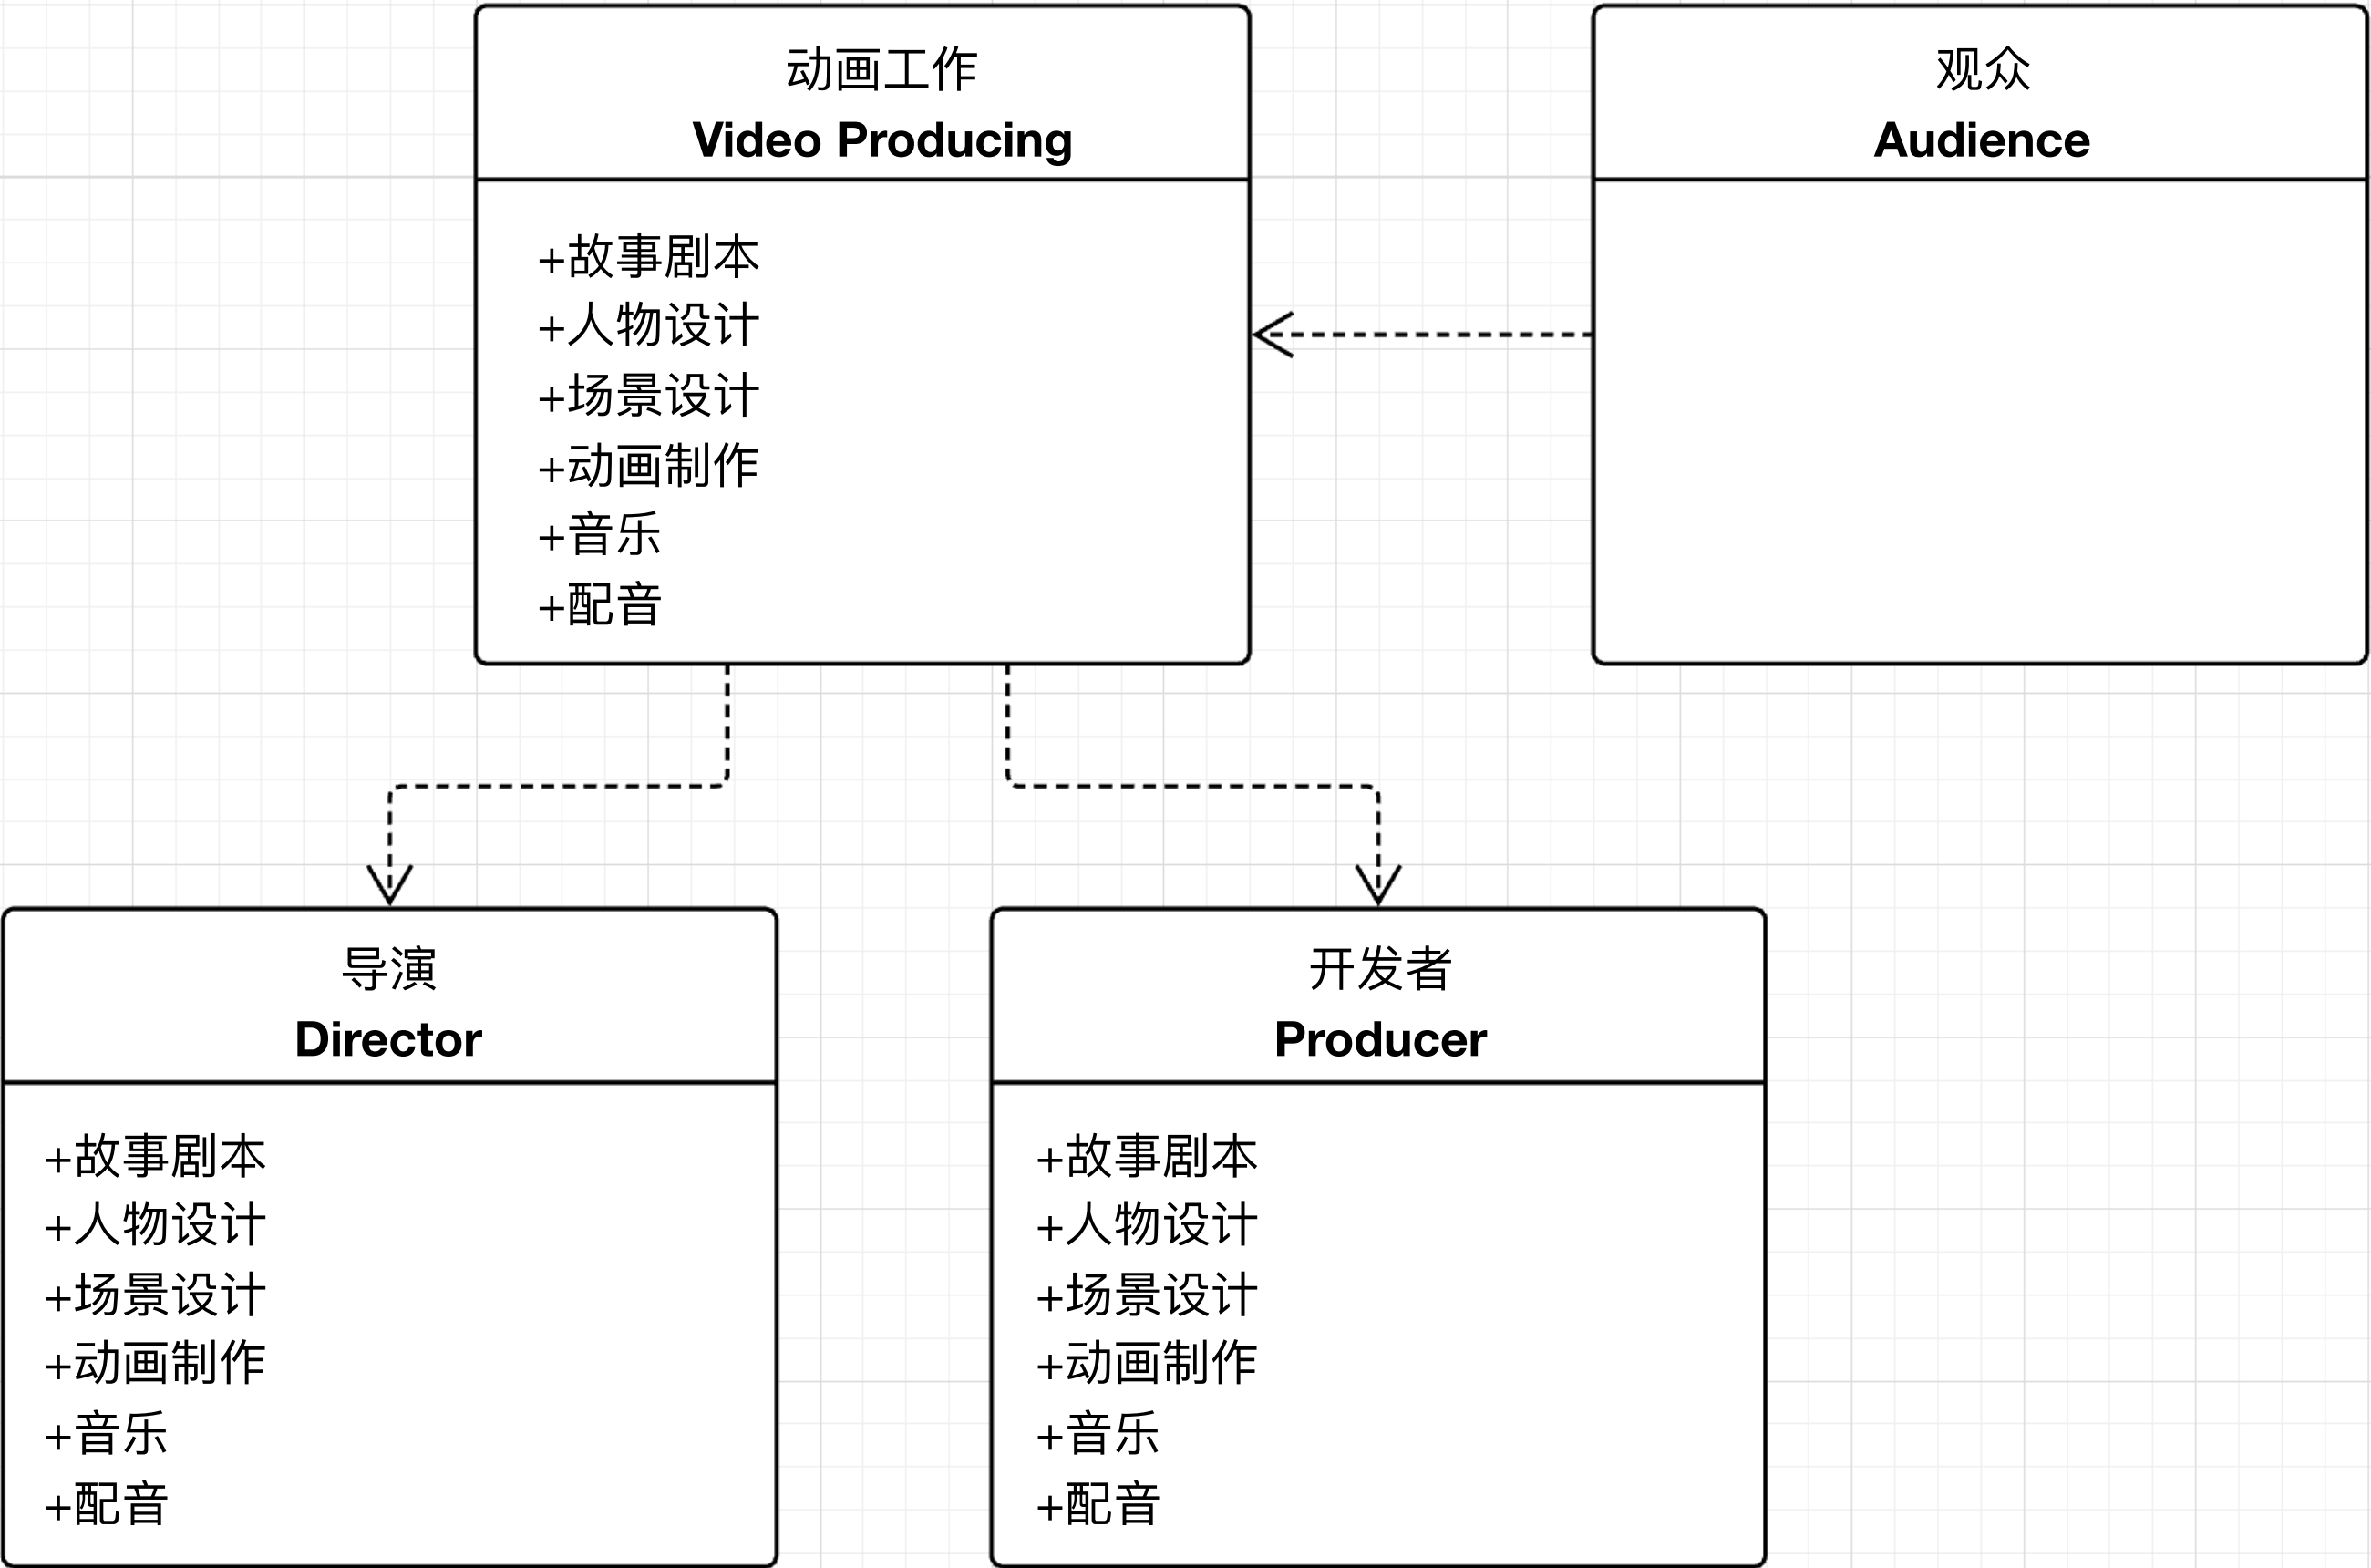 动画工作
Video Producing
+故事剧本
+人物设计
+场景设计
+动画制作
+音乐
+配音
观众
Audience
导演
Director
+故事剧本
+人物设计
+场景设计
+动画制作
+音乐
+配音
开发者
Producer
+故事剧本
+人物设计
+场景设计
+动画制作
+音乐
+配音